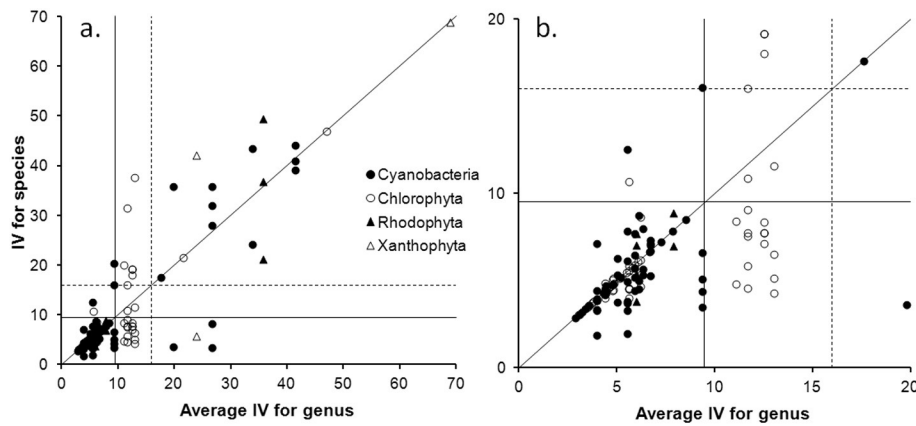 a.
70
60
50
40
30
20
10
0
IV for species
0 10 20 30 40 50 60 70
Average IV for genus
Cyanobacteria
Chlorophyta
Rhodophyta
Xanthophyta
b.
20
10
0
0 5 10 15 20
Average IV for genus